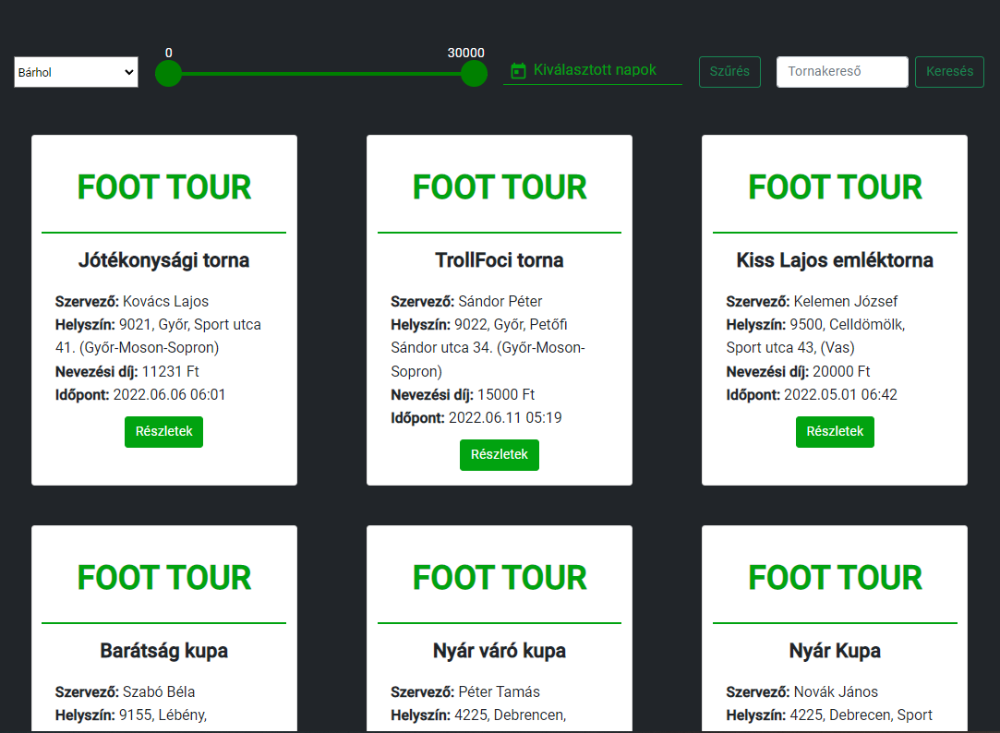 0 30000
Bárhol Kiválasztott napok Szűrés Tornakereső Keresés
FOOT TOUR
Jótékonysági torna
Szervező: Kovács Lajos
Helyszín: 9021, Győr, Sport utca
41. (Győr-Moson-Sopron)
Nevezési díj: 11231 Ft
Időpont: 2022.06.06 06:01
Részletek
FOOT TOUR
TrollFoci torna
Szervező: Sándor Péter
Helyszín: 9022, Győr, Petőfi
Sándor utca 34. (Győr-Moson-
Sopron)
Nevezési díj: 15000 Ft
Időpont: 2022.06.11 05:19
Részletek
FOOT TOUR
Kiss Lajos emléktorna
Szervező: Kelemen József
Helyszín: 9500, Celldömölk,
Sport utca 43, (Vas)
Nevezési díj: 20000 Ft
Időpont: 2022.05.01 06:42
Részletek
FOOT TOUR
Barátság kupa
Szervező: Szabó Béla
Helyszín: 9155, Lébény,
FOOT TOUR
Nyár váró kupa
Szervező: Péter Tamás
Helyszín: 4225, Debrencen,
FOOT TOUR
Nyár Kupa
Szervező: Novák János
Helyszín: 4225, Debrecen, Sport